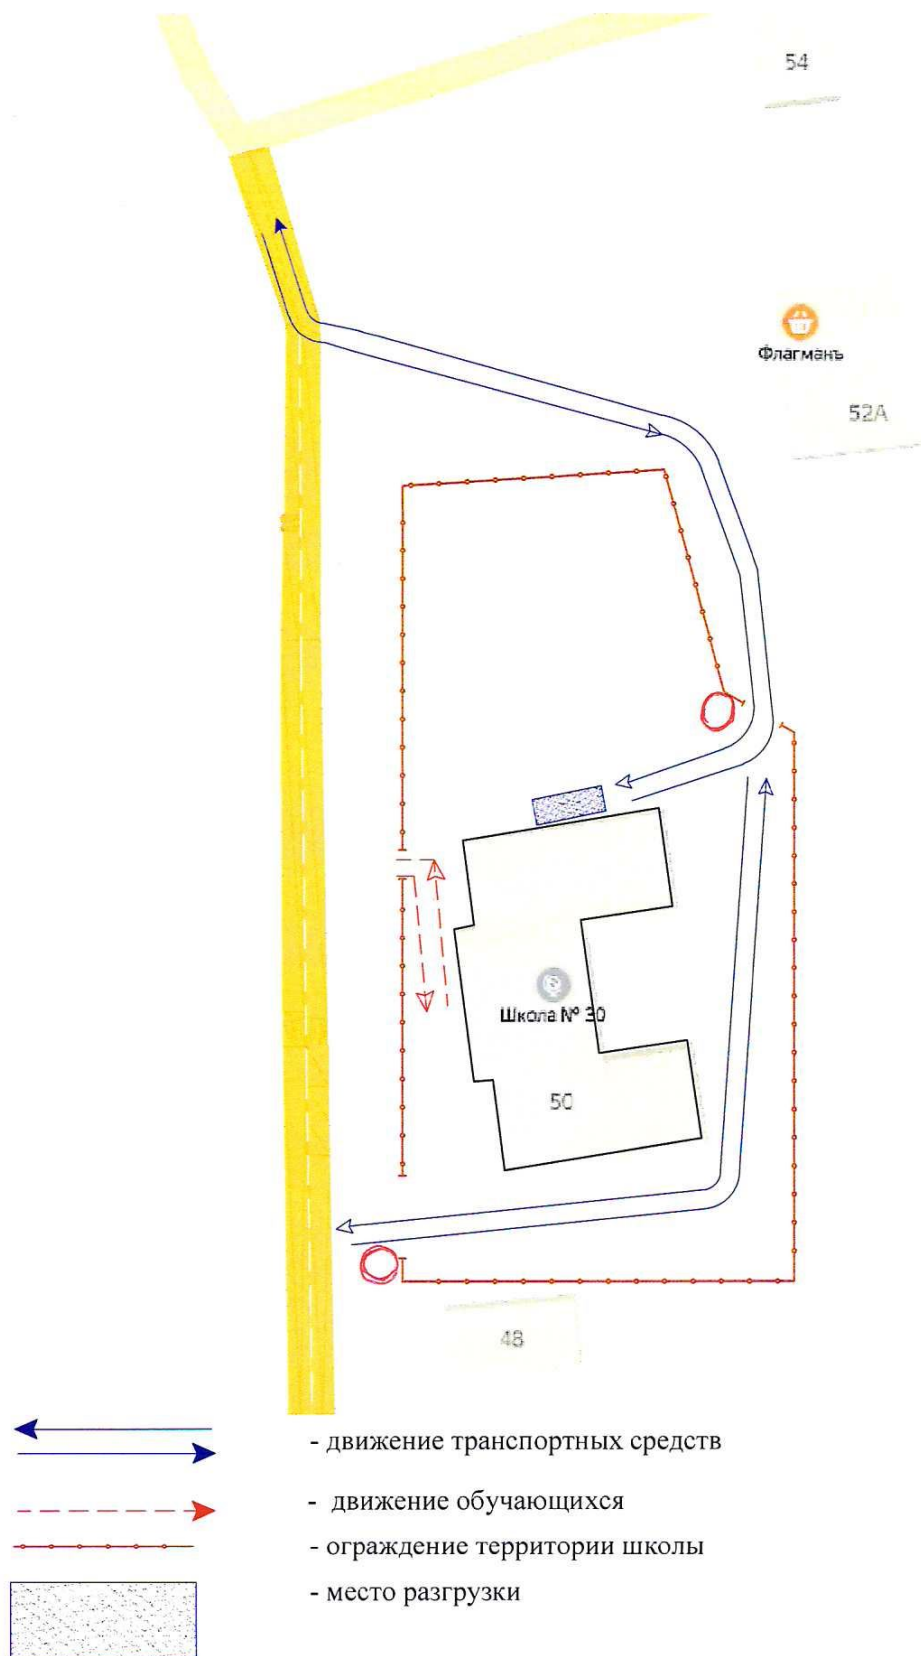 54
Флагманъ
52А
Школа № 30
50
48
- движение транспортных средств
- движение обучающихся
- ограждение территории школы
- место разгрузки